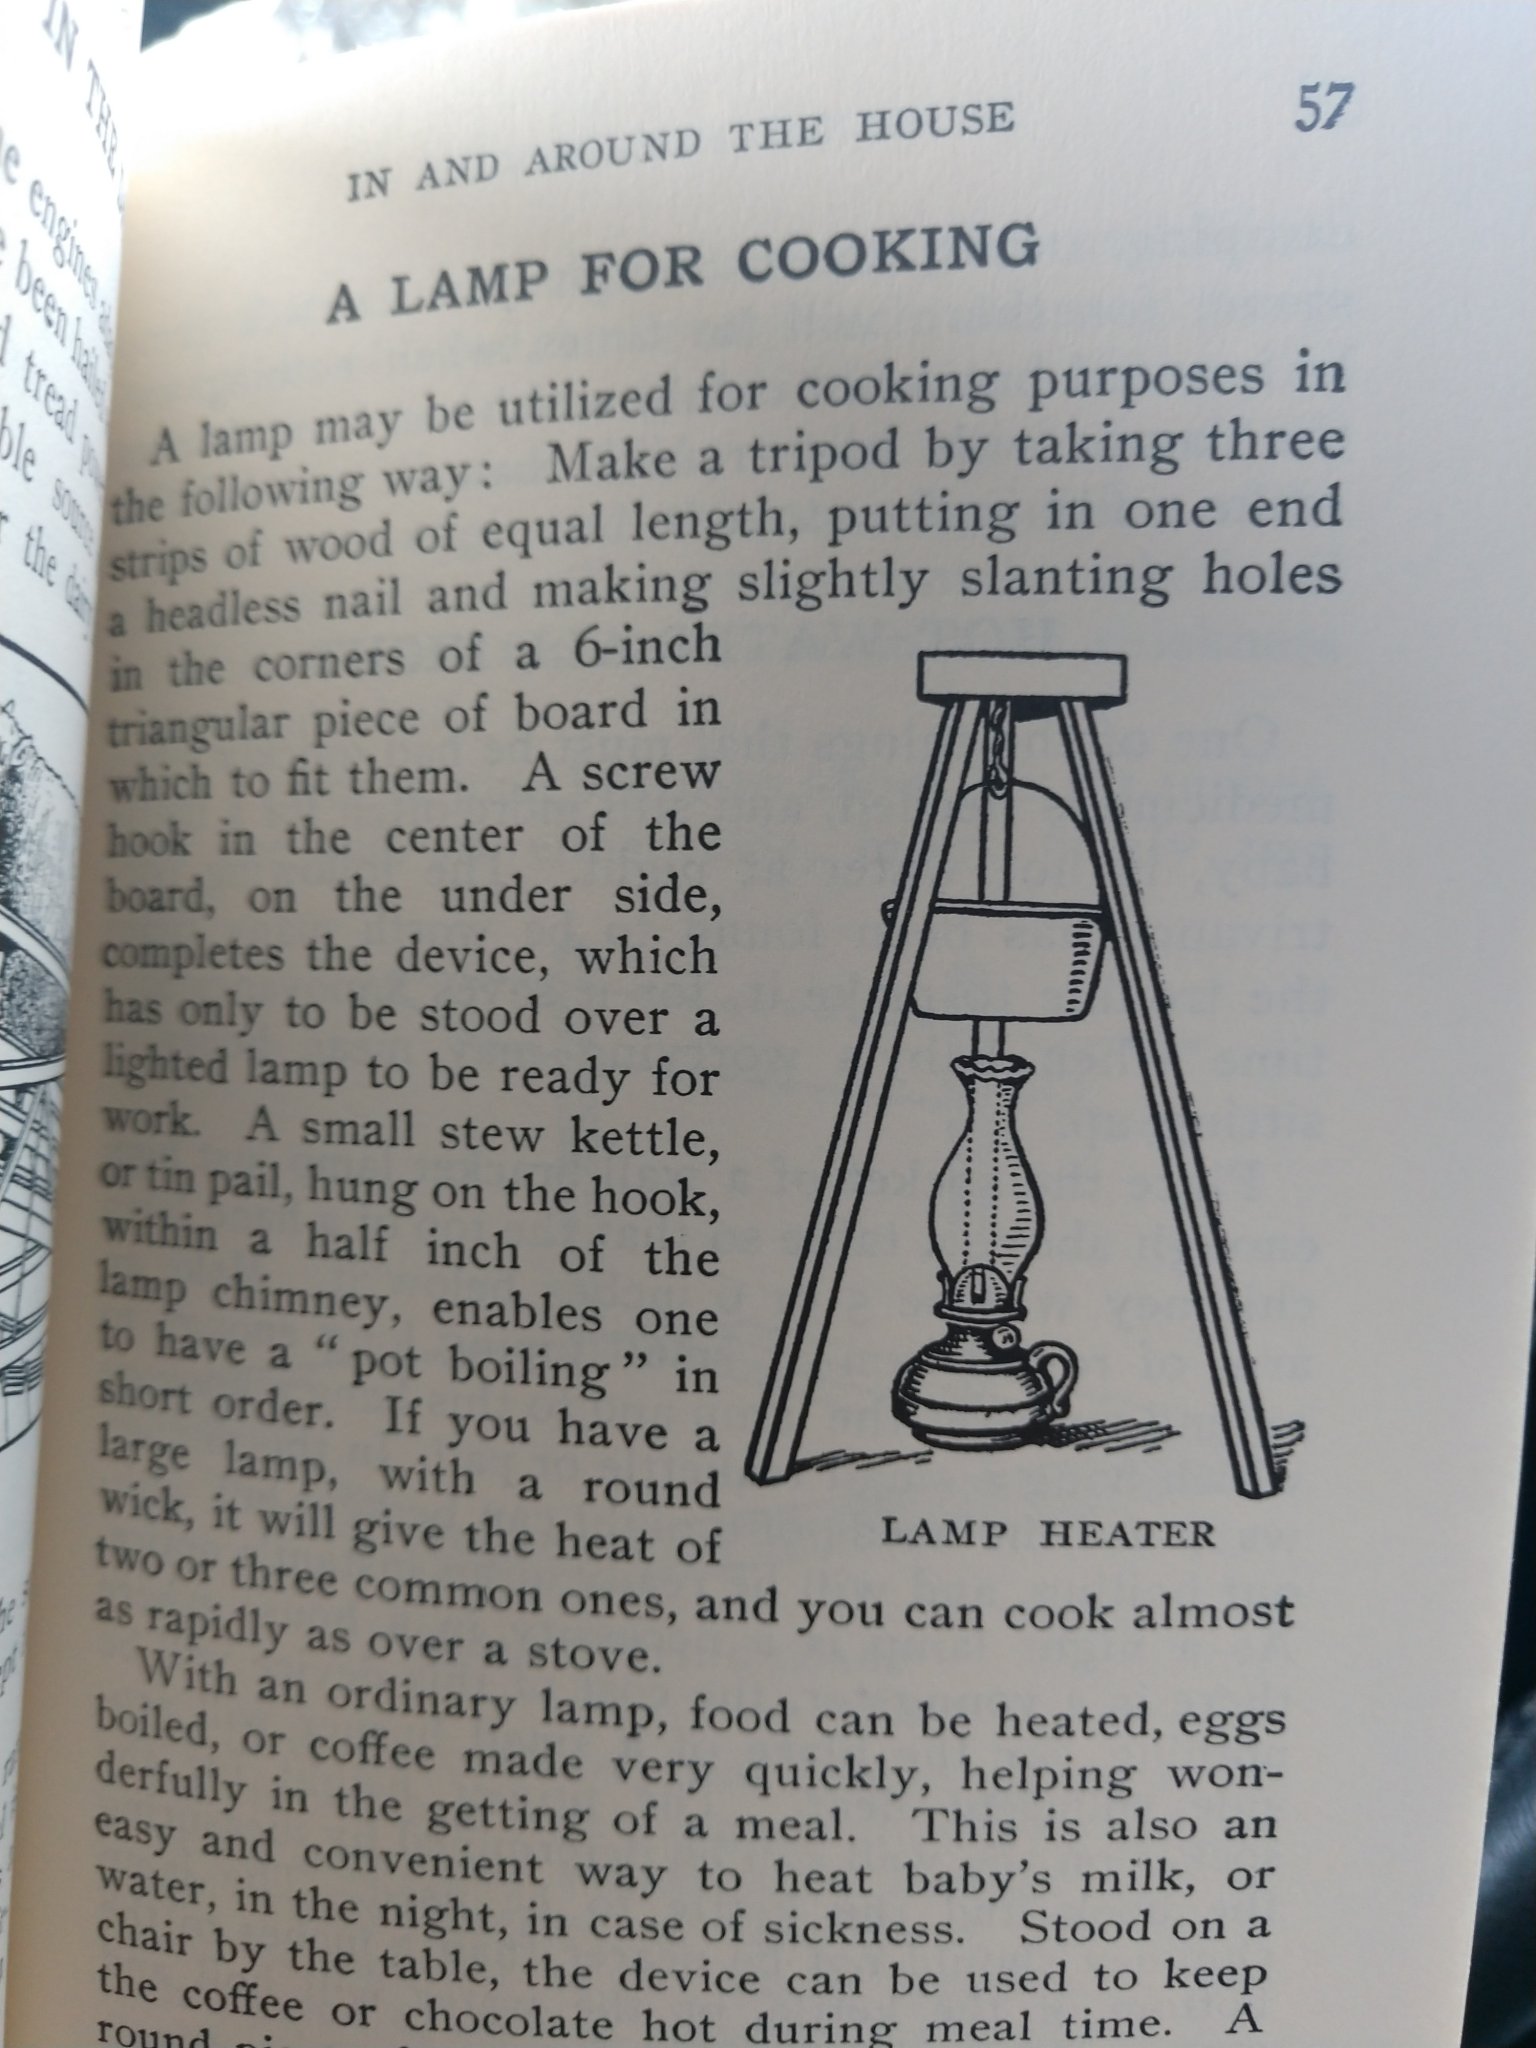 IN THE
engines
been hailed
tread
ble
the
IN AND AROUND THE HOUSE 57
A LAMP FOR COOKING
A lamp may be utilized for cooking purposes in
the following way: Make a tripod by taking three
strips of wood of equal length, putting in one end
a headless nail and making slightly slanting holes
in the corners of a 6-inch
triangular piece of board in
which to fit them. A screw
hook in the center of the
board, on the under side,
completes the device, which
has only to be stood over a
lighted lamp to be ready for
work. A small stew kettle,
or tin pail, hung on the hook,
within a half inch of the
lamp chimney, enables one
to have a “pot boiling” in
short order. If you have a
large lamp, with a round
wick, it will give the heat of
two or three common ones, and you can cook almost
as rapidly as over a stove.
LAMP HEATER
With an ordinary lamp, food can be heated, eggs
boiled, or coffee made very quickly, helping won-
derfully in the getting of a meal. This is also an
easy and convenient way to heat baby’s milk, or
water, in the night, in case of sickness. Stood on a
chair by the table, the device can be used to keep
the coffee or chocolate hot during meal time. A
round